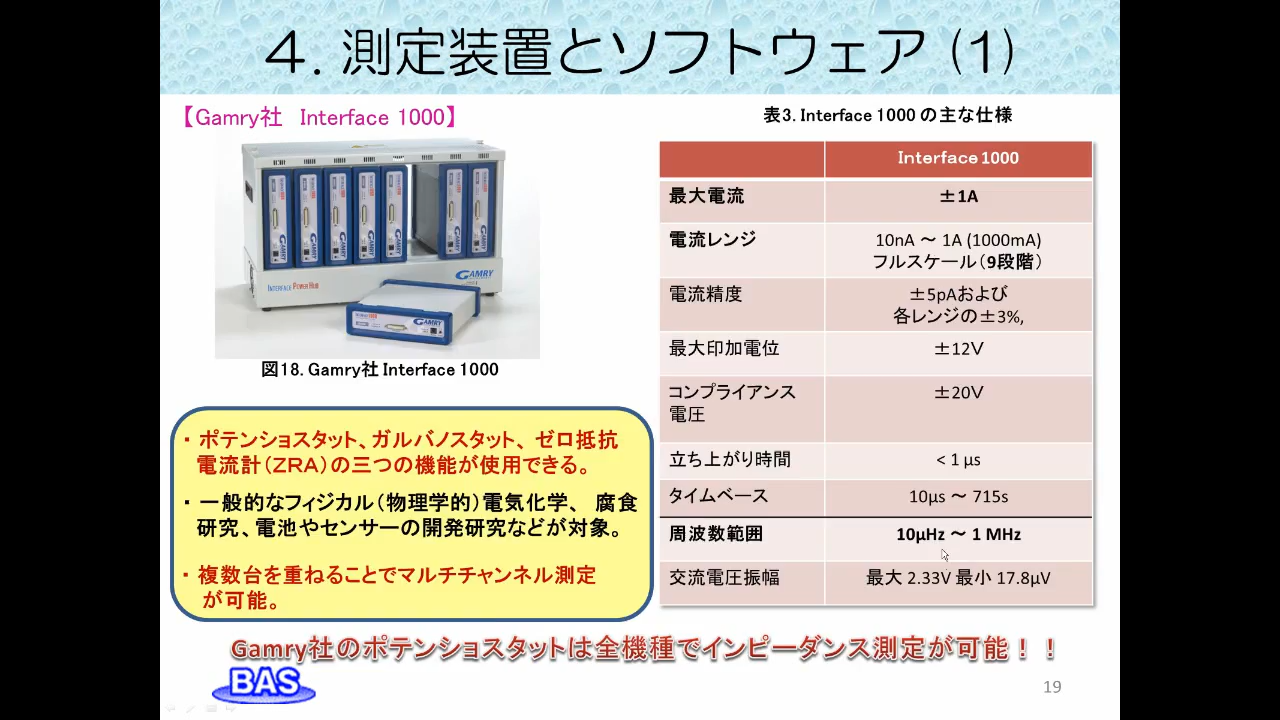 ４. 測定装置とソフトウェア (1)
【Gamry社　Interface 1000】
GAMRY
INTERFACE POWER HUB
GAMRY
図18. Gamry社 Interface 1000
・ ポテンショスタット、ガルバノスタット、 ゼロ抵抗
電流計（ZRA）の三つの機能が使用できる。
・ 一般的なフィジカル（物理学的）電気化学、 腐食
研究、電池やセンサーの開発研究などが対象。
・ 複数台を重ねることでマルチチャンネル測定
が可能。
表3. Interface 1000 の主な仕様
Interface 1000
最大電流 ±1A
電流レンジ 10nA ～ 1A (1000mA)
フルスケール（9段階）
電流精度 ±5pAおよび
各レンジの±3%,
最大印加電位 ±12V
コンプライアンス ±20V
電圧
立ち上がり時間 < 1 µs
タイムベース 10µs ～ 715s
周波数範囲 10µHz ～ 1 MHz
交流電圧振幅 最大 2.33V 最小 17.8µV
Gamry社のポテンショスタットは全機種でインピーダンス測定が可能！！
BAS
19